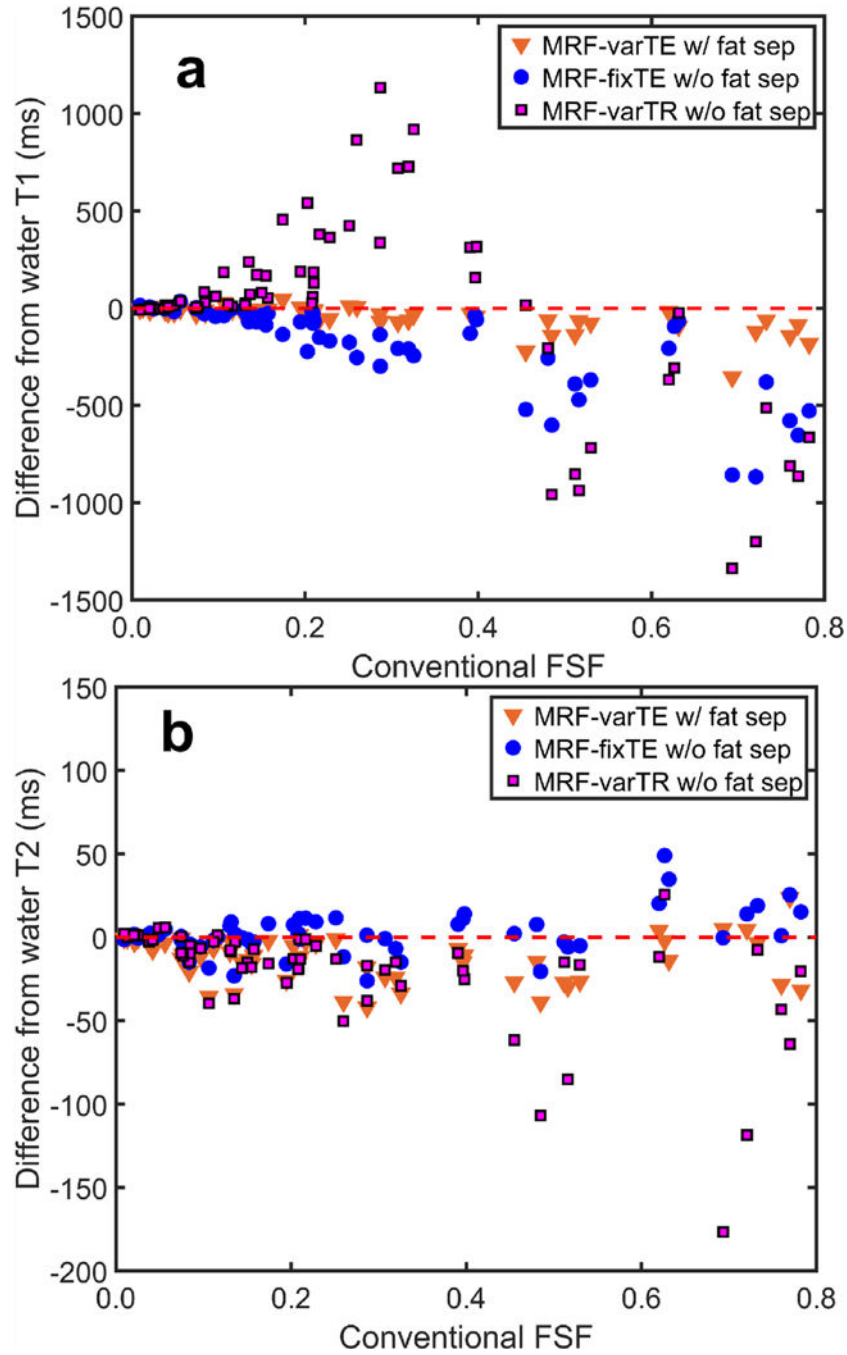 a
MRF-varTE w/ fat sep
MRF-fixTE w/o fat sep
MRF-varTR w/o fat sep
Difference from water T1 (ms)
1500
1000
500
0
-500
-1000
-1500
0.0 0.2 0.4 0.6 0.8
Conventional FSF
b
MRF-varTE w/ fat sep
MRF-fixTE w/o fat sep
MRF-varTR w/o fat sep
Difference from water T2 (ms)
150
100
50
0
-50
-100
-150
-200
0.0 0.2 0.4 0.6 0.8
Conventional FSF